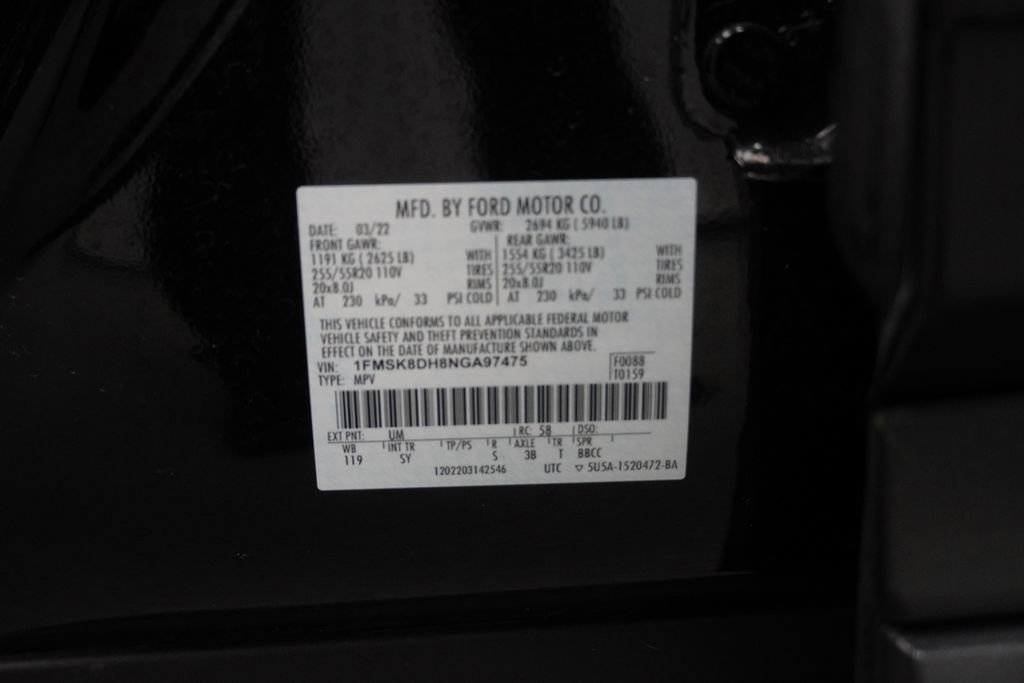 MFD. BY FORD MOTOR CO.
DATE: 03/22 GVWR: 2694 KG ( 5940 LB)
FRONT GAWR: REAR GAWR:
1191 KG ( 2625 LB) WITH 1554 KG ( 3425 LB) WITH
255/55R20 110V TIRES 255/55R20 110V TIRES
20x8.0J RIMS 20x8.0J RIMS
AT 230 kPa/ 33 PSI COLD AT 230 kPa/ 33 PSI COLD
THIS VEHICLE CONFORMS TO ALL APPLICABLE FEDERAL MOTOR
VEHICLE SAFETY AND THEFT PREVENTION STANDARDS IN
EFFECT ON THE DATE OF MANUFACTURE SHOWN ABOVE.
VIN: 1FMSK8DH8NGA97475 F0088
TYPE: MPV T0159
EXT PNT: UM RC: 58 DSO:
WB INT TR TP/PS R AXLE TR SPR
119 SY S 3B T BBCC
1202203142546 UTC ▽ 5U5A-1520472-BA